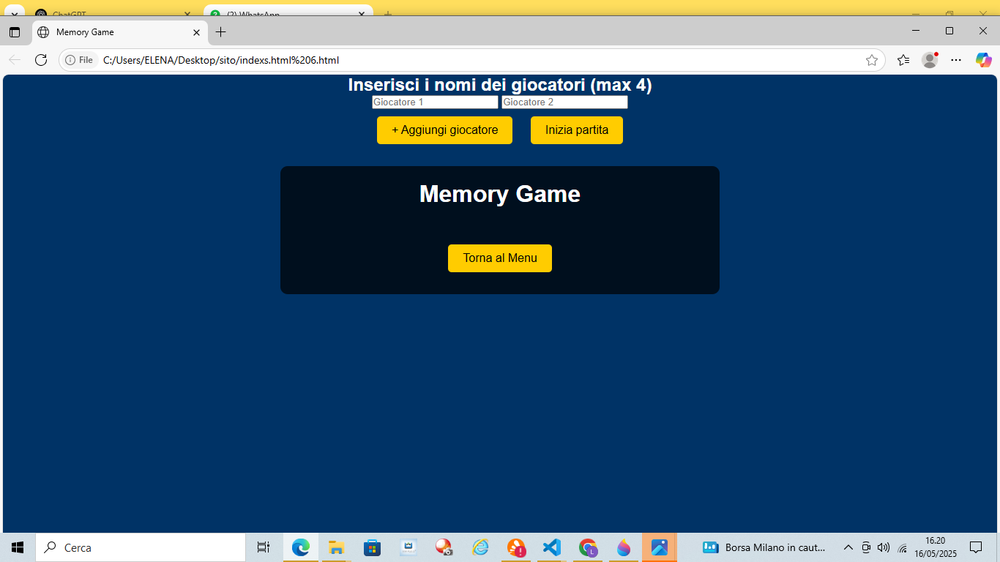 ChatGPT
(2) WhatsApp
Memory Game
File C:/Users/ELENA/Desktop/sito/indexs.html%206.html
Inserisci i nomi dei giocatori (max 4)
Giocatore 1 Giocatore 2
+ Aggiungi giocatore Inizia partita
Memory Game
Torna al Menu
Cerca
Borsa Milano in caut...
16.20
16/05/2025